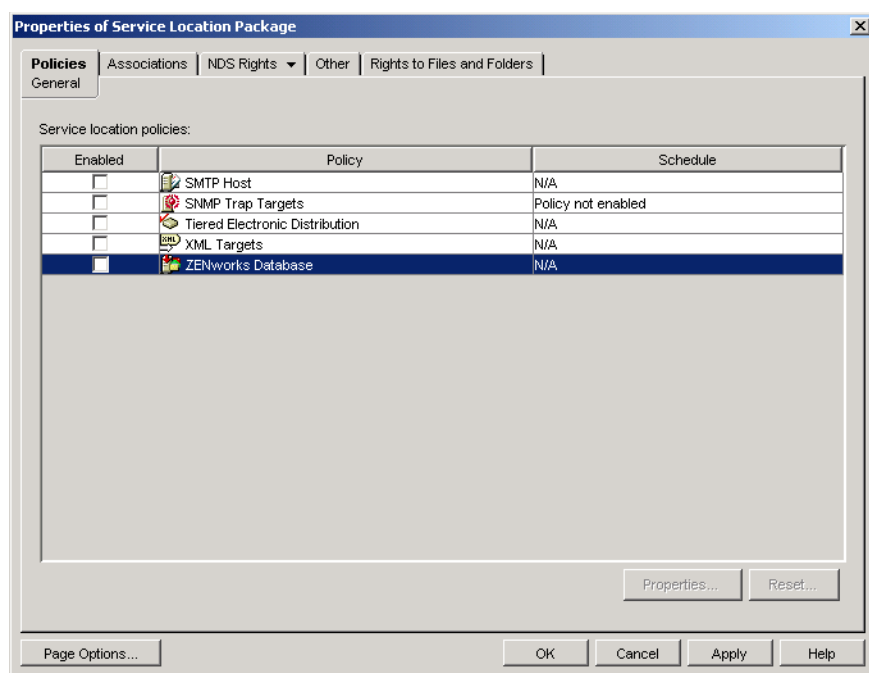 Properties of Service Location Package
Policies Associations NDS Rights Other Rights to Files and Folders
General
Service location policies:
Enabled Policy Schedule
SMTP Host N/A
SNMP Trap Targets Policy not enabled
Tiered Electronic Distribution N/A
XML XML Targets N/A
ZENworks Database N/A
Properties... Reset...
Page Options... OK Cancel Apply Help